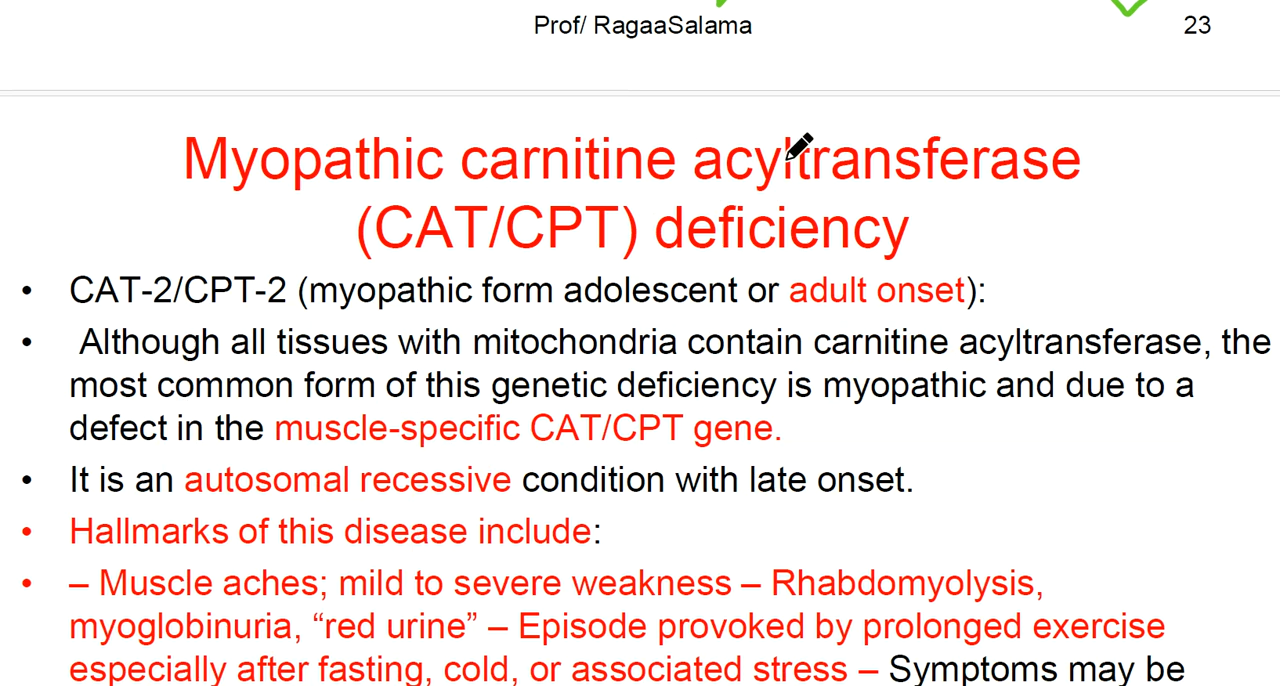 Prof/ RagaaSalama
23
Myopathic carnitine acyltransferase
(CAT/CPT) deficiency
• CAT-2/CPT-2 (myopathic form adolescent or adult onset):
• Although all tissues with mitochondria contain carnitine acyltransferase, the
most common form of this genetic deficiency is myopathic and due to a
defect in the muscle-specific CAT/CPT gene.
• It is an autosomal recessive condition with late onset.
• Hallmarks of this disease include:
• – Muscle aches; mild to severe weakness – Rhabdomyolysis,
myoglobinuria, “red urine” – Episode provoked by prolonged exercise
especially after fasting, cold, or associated stress – Symptoms may be